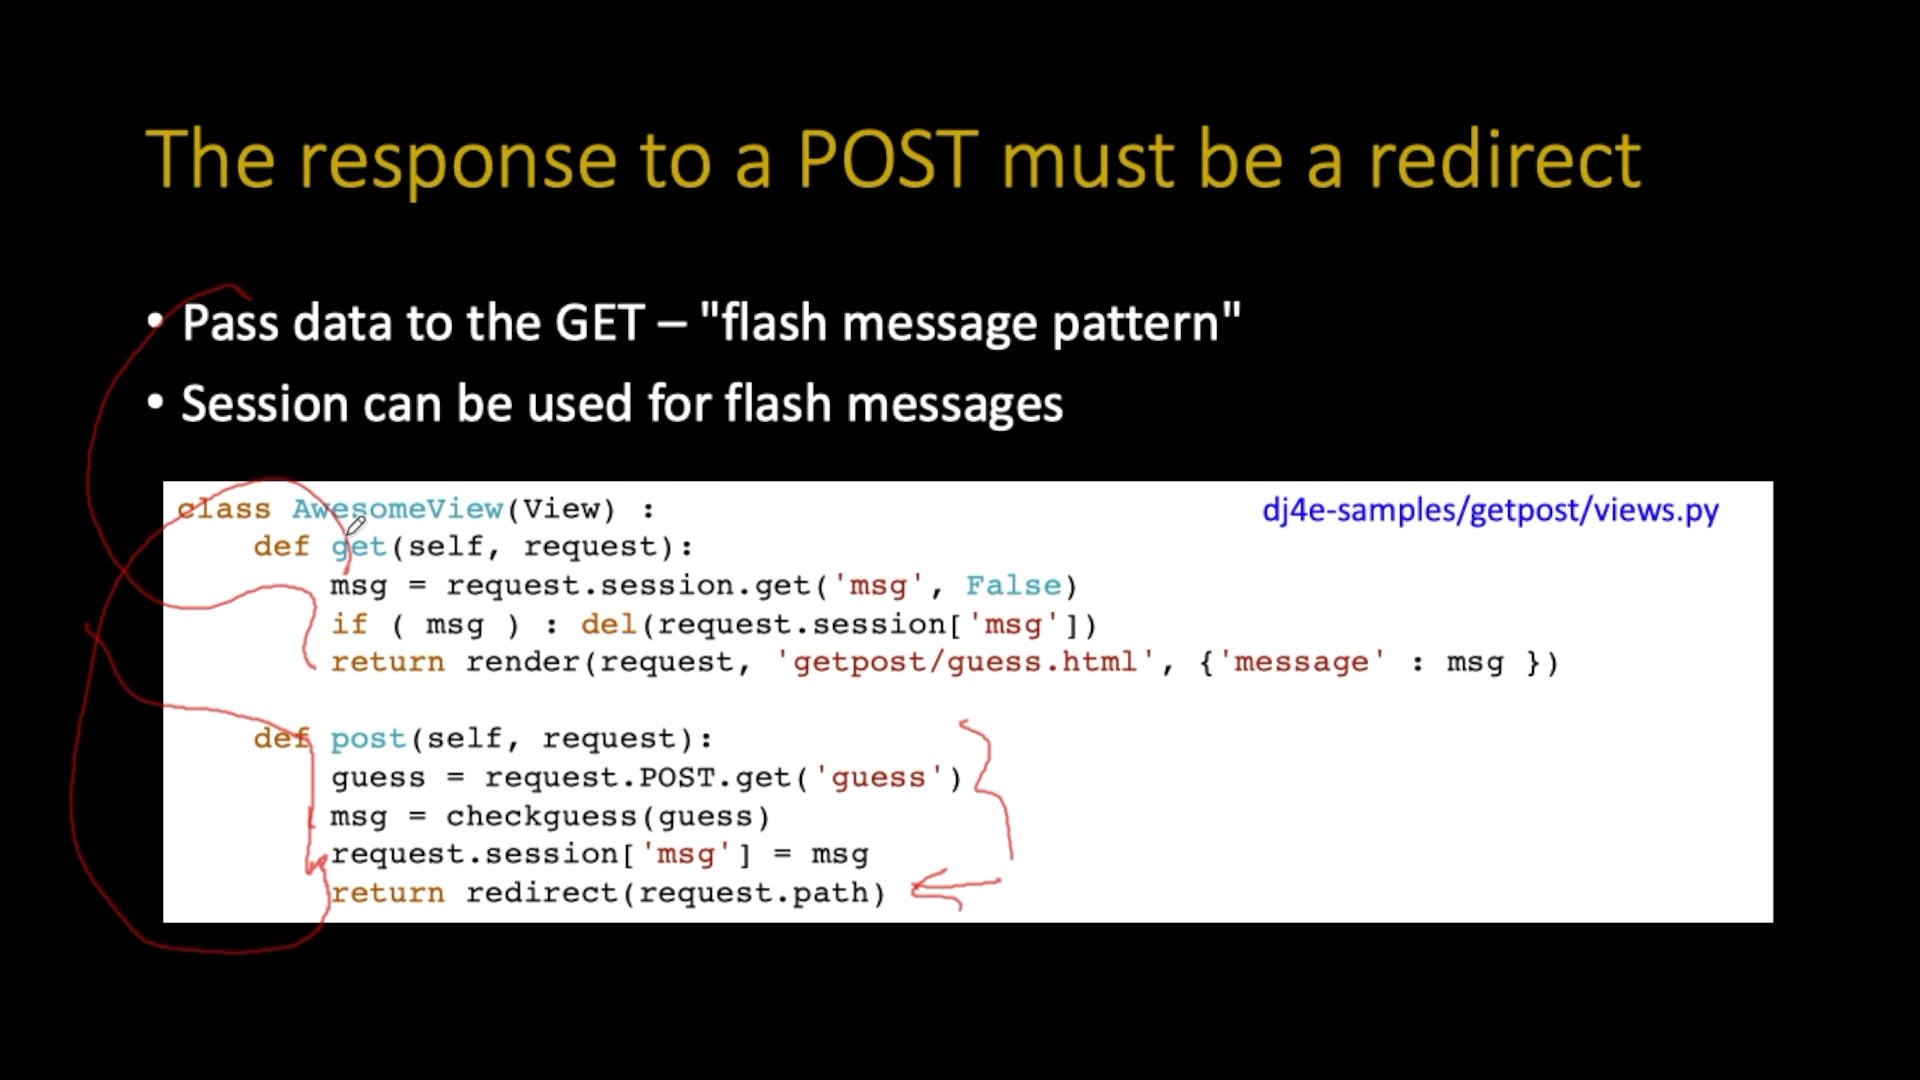 The response to a POST must be a redirect
• Pass data to the GET – "flash message pattern"
• Session can be used for flash messages
dj4e-samples/getpost/views.py
class AwesomeView(View) :
    def get(self, request):
        msg = request.session.get('msg', False)
        if ( msg ) : del(request.session['msg'])
        return render(request, 'getpost/guess.html', {'message' : msg })

    def post(self, request):
        guess = request.POST.get('guess')
        msg = checkguess(guess)
        request.session['msg'] = msg
        return redirect(request.path)